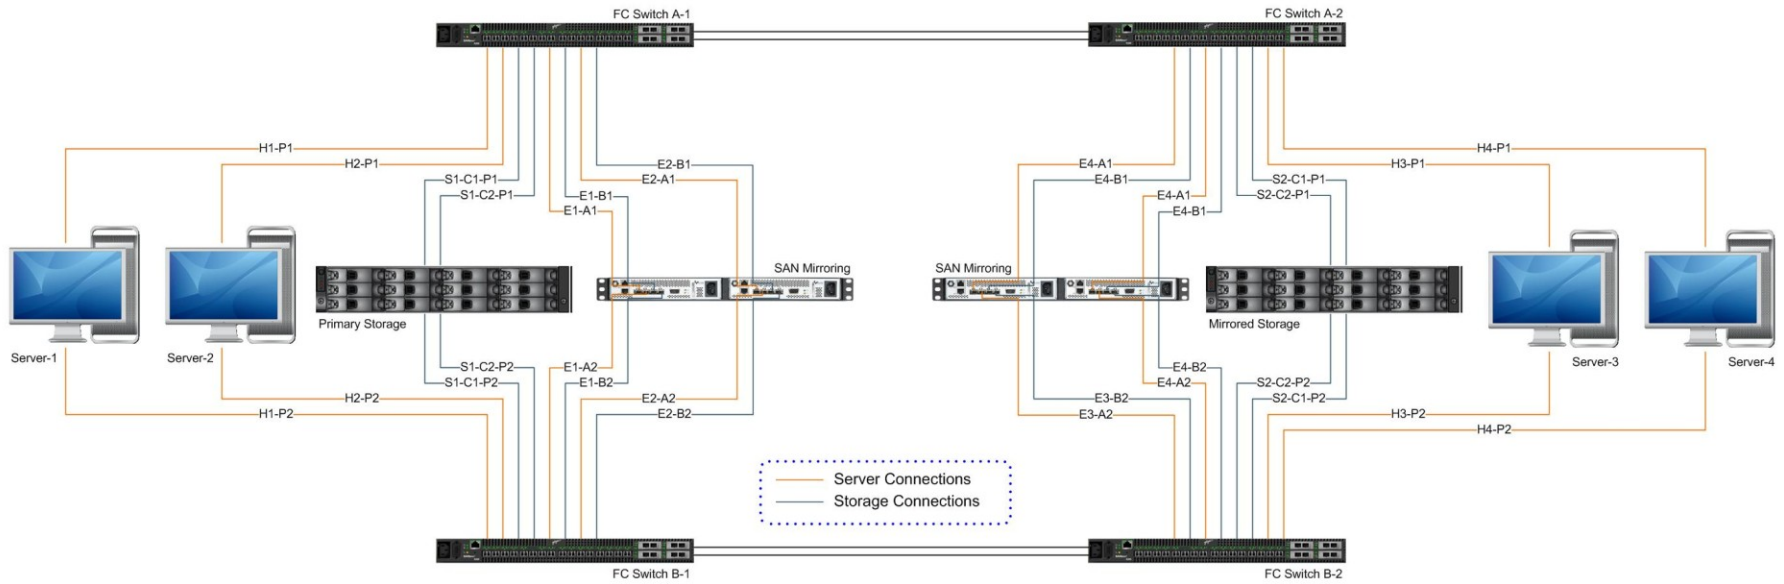 FC Switch A-1
FC Switch A-2
H1-P1
H4-P1
H2-P1
E2-B1
E4-A1
H3-P1
S1-C1-P1
E2-A1
E4-B1
S2-C1-P1
S1-C2-P1
E1-B1
E4-A1
S2-C2-P1
E1-A1
E4-B1
SAN Mirroring
SAN Mirroring
Primary Storage
Mirrored Storage
Server-1
Server-2
Server-3
Server-4
S1-C2-P2
E1-A2
E4-B2
S1-C1-P2
E1-B2
E4-A2
S2-C2-P2
H2-P2
E2-A2
E3-B2
S2-C1-P2
H1-P2
E2-B2
E3-A2
H3-P2
H4-P2
Server Connections
Storage Connections
FC Switch B-1
FC Switch B-2